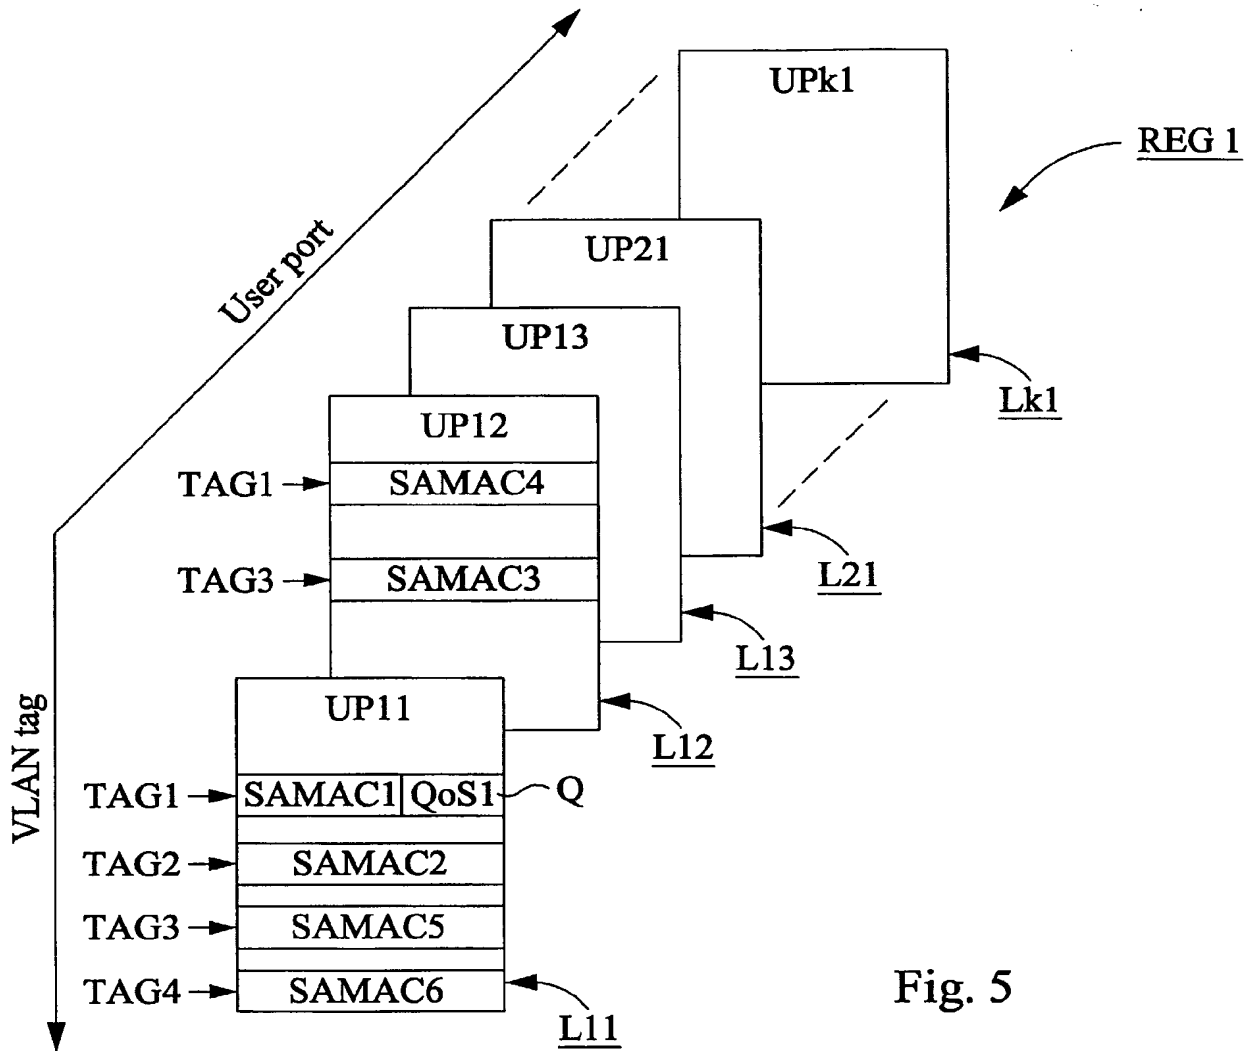 UPk1
REG 1
User port
UP21
UP13
Lk1
UP12
TAG1
SAMAC4
TAG3
SAMAC3
L21
L13
UP11
L12
VLAN tag
TAG1
SAMAC1
QoS1
Q
TAG2
SAMAC2
TAG3
SAMAC5
TAG4
SAMAC6
L11
Fig. 5